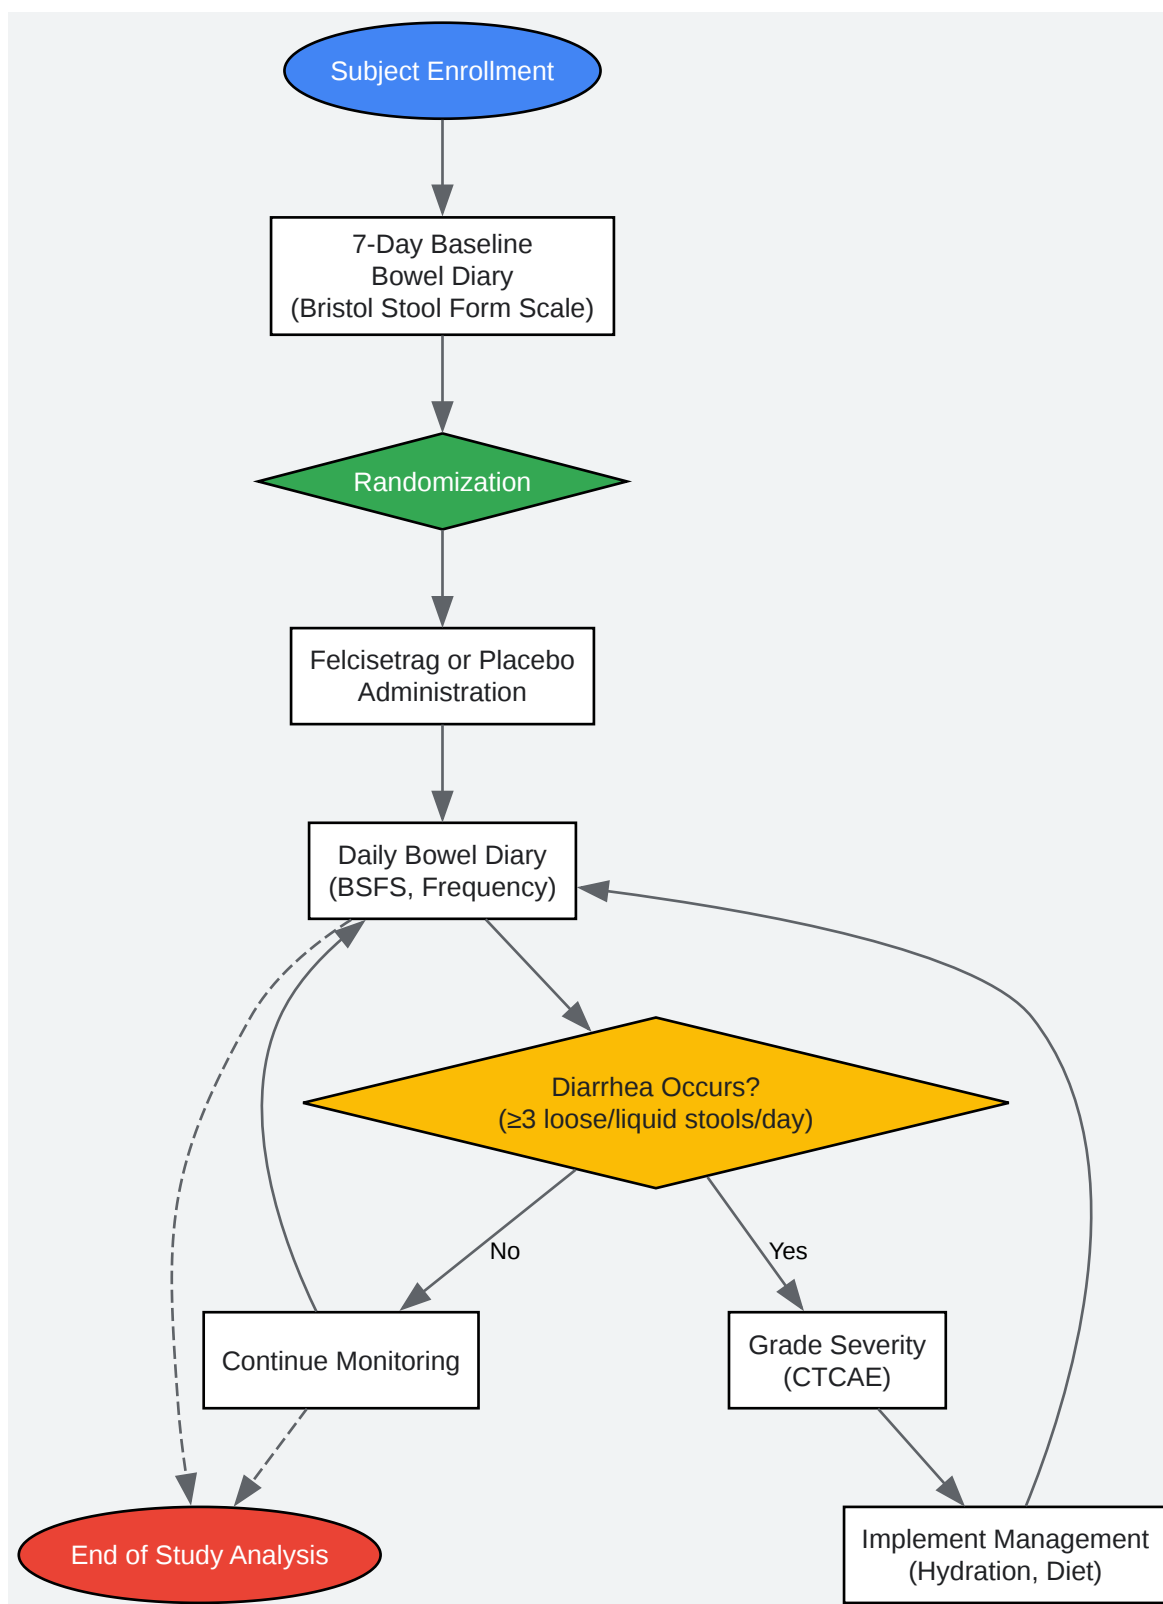 Subject Enrollment
7-Day Baseline
Bowel Diary
(Bristol Stool Form Scale)
Randomization
Felcisetrag or Placebo
Administration
Daily Bowel Diary
(BSFS, Frequency)
Diarrhea Occurs?
(≥3 loose/liquid stools/day)
No
Yes
Continue Monitoring
Grade Severity
(CTCAE)
End of Study Analysis
Implement Management
(Hydration, Diet)